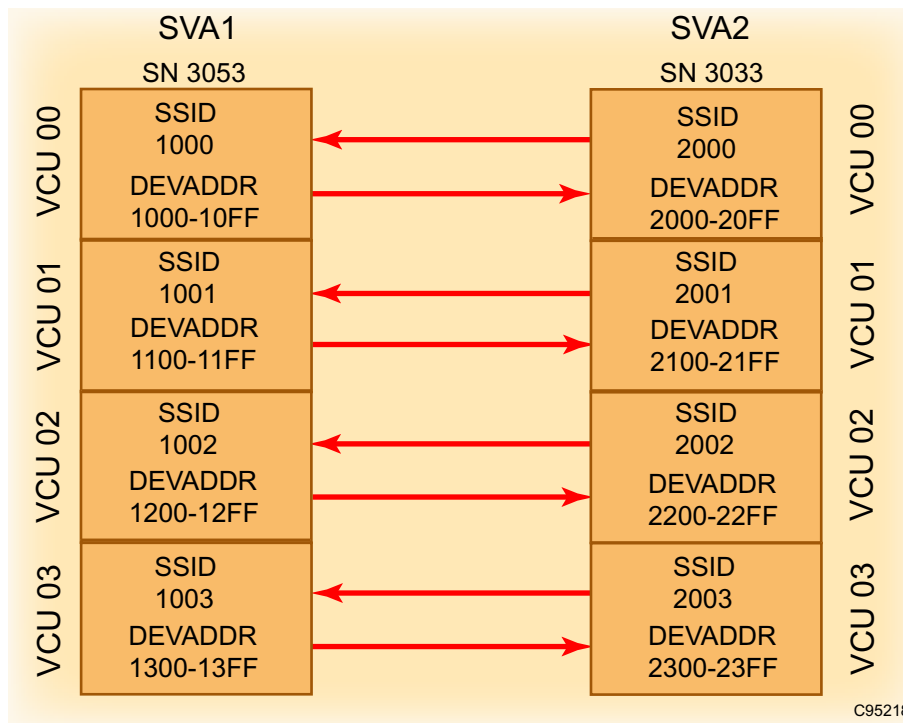 SVA1
SN 3053
VCU 00
SSID
1000
DEVADDR
1000-10FF
VCU 01
SSID
1001
DEVADDR
1100-11FF
VCU 02
SSID
1002
DEVADDR
1200-12FF
VCU 03
SSID
1003
DEVADDR
1300-13FF
SVA2
SN 3033
VCU 00
SSID
2000
DEVADDR
2000-20FF
VCU 01
SSID
2001
DEVADDR
2100-21FF
VCU 02
SSID
2002
DEVADDR
2200-22FF
VCU 03
SSID
2003
DEVADDR
2300-23FF
C95218